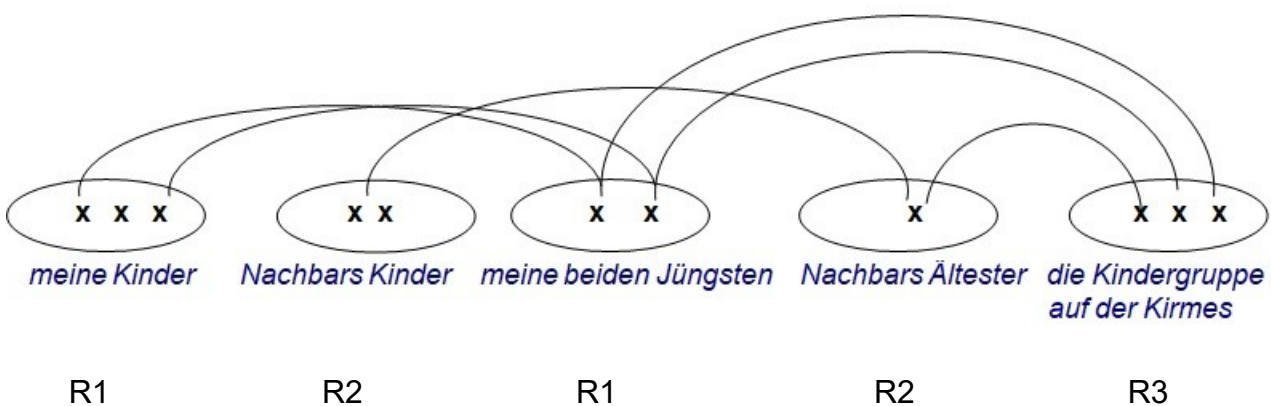 x x x x x x x x x x x
meine Kinder Nachbars Kinder meine beiden Jüngsten Nachbars Ältester die Kindergruppe
auf der Kirmes
R1 R2 R1 R2 R3